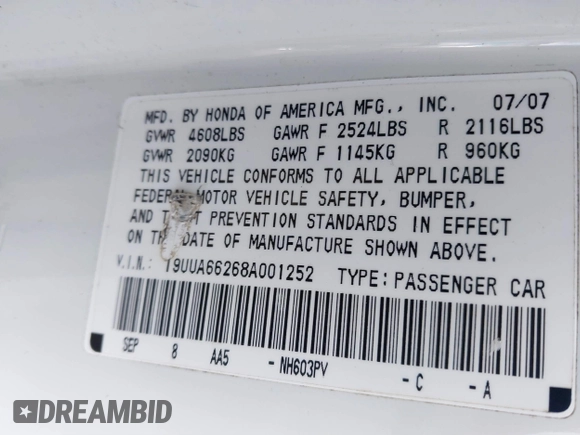 MFD. BY HONDA OF AMERICA MFG., INC. 07/07
GVWR 4608LBS GAWR F 2524LBS R 2116LBS
GVWR 2090KG GAWR F 1145KG R 960KG
THIS VEHICLE CONFORMS TO ALL APPLICABLE
MOTOR VEHICLE SAFETY, BUMPER,
AND PREVENTION STANDARDS IN EFFECT
ON DATE OF MANUFACTURE SHOWN ABOVE.
V.I.N.: 19UUA66268A001252 TYPE: PASSENGER CAR
SEP 8 AA5 - NH603PV - C - A
DREAMBID